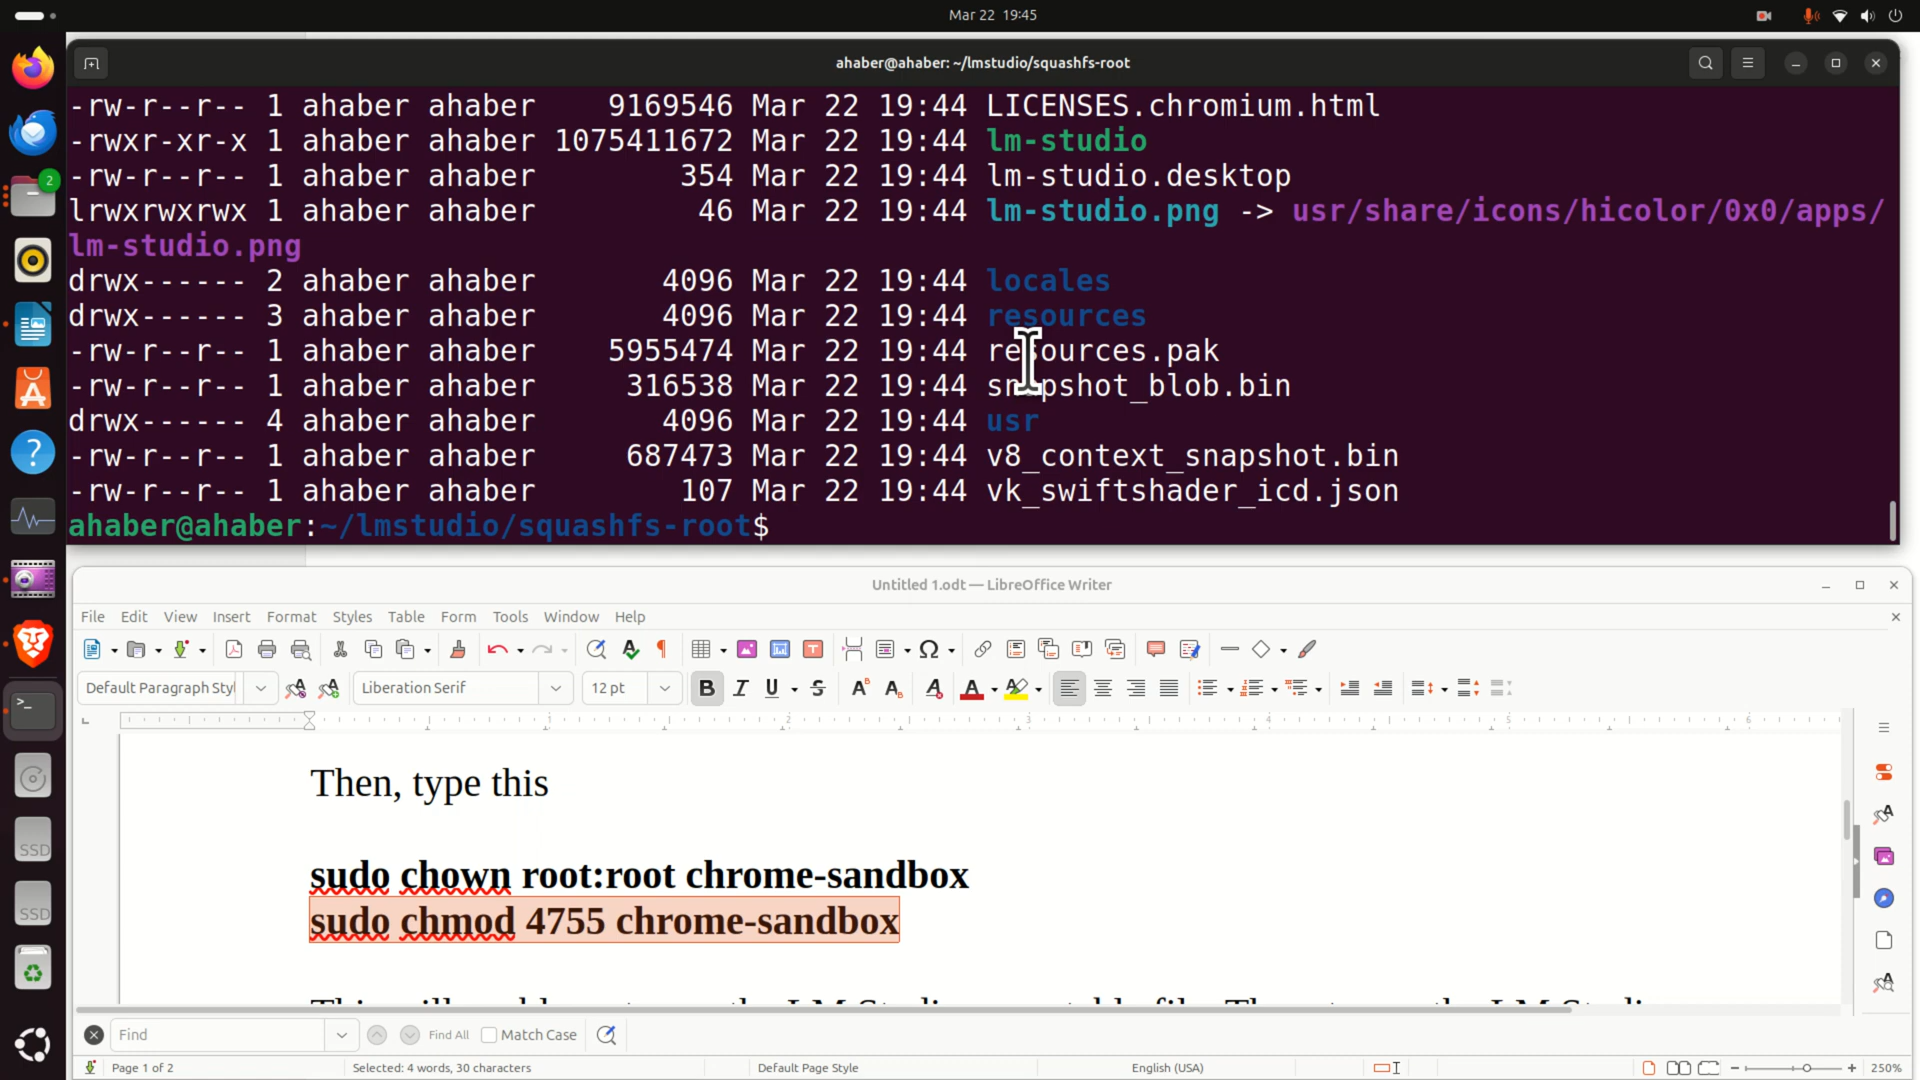 Mar 22 19:45
ahaber@ahaber: ~/lmstudio/squashfs-root
-rw-r--r-- 1 ahaber ahaber 9169546 Mar 22 19:44 LICENSES.chromium.html
-rwxr-xr-x 1 ahaber ahaber 1075411672 Mar 22 19:44 lm-studio
-rw-r--r-- 1 ahaber ahaber 354 Mar 22 19:44 lm-studio.desktop
lrwxrwxrwx 1 ahaber ahaber 46 Mar 22 19:44 lm-studio.png -> usr/share/icons/hicolor/0x0/apps/
lm-studio.png
drwx------ 2 ahaber ahaber 4096 Mar 22 19:44 locales
drwx------ 3 ahaber ahaber 4096 Mar 22 19:44 resources
-rw-r--r-- 1 ahaber ahaber 5955474 Mar 22 19:44 resources.pak
-rw-r--r-- 1 ahaber ahaber 316538 Mar 22 19:44 snapshot_blob.bin
drwx------ 4 ahaber ahaber 4096 Mar 22 19:44 usr
-rw-r--r-- 1 ahaber ahaber 687473 Mar 22 19:44 v8_context_snapshot.bin
-rw-r--r-- 1 ahaber ahaber 107 Mar 22 19:44 vk_swiftshader_icd.json
ahaber@ahaber:~/lmstudio/squashfs-root$
2
Untitled 1.odt — LibreOffice Writer
File Edit View Insert Format Styles Table Form Tools Window Help
Default Paragraph Styl Liberation Serif 12 pt
1 2 3 4 5 6
Then, type this
sudo chown root:root chrome-sandbox
sudo chmod 4755 chrome-sandbox
SSD
SSD
Find Find All Match Case
Page 1 of 2 Selected: 4 words, 30 characters Default Page Style English (USA) 250%